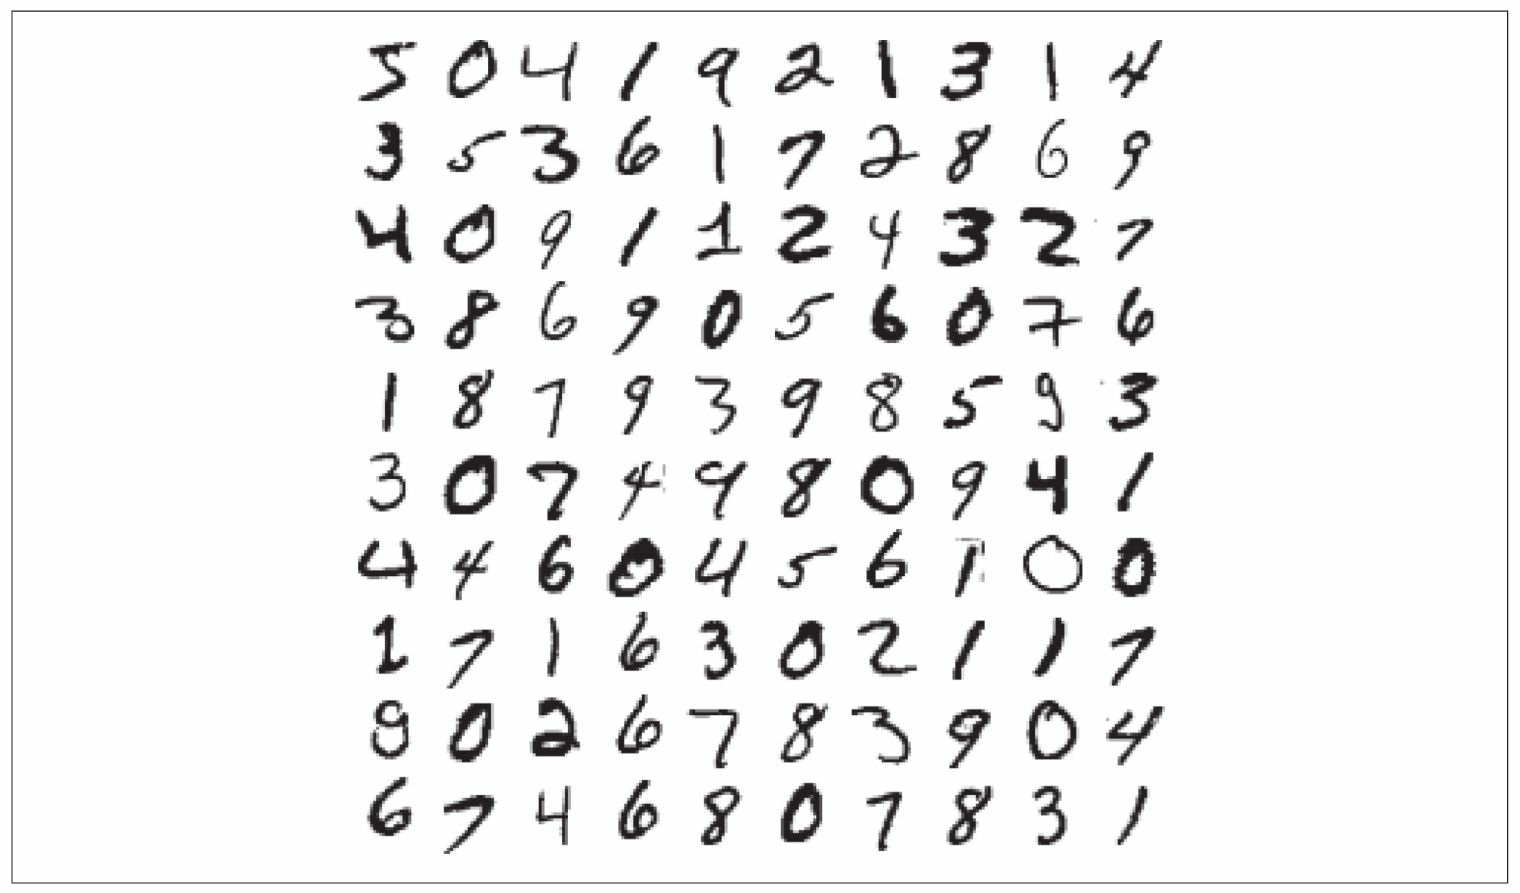 5 0 4 1 9 2 1 3 1 4
3 5 3 6 1 7 2 8 6 9
4 0 9 1 1 2 4 3 2 7
3 8 6 9 0 5 6 0 7 6
1 8 7 9 3 9 8 5 9 3
3 0 7 4 9 8 0 9 4 1
4 4 6 0 4 5 6 1 0 0
1 7 1 6 3 0 2 1 1 7
9 0 2 6 7 8 3 9 0 4
6 7 4 6 8 0 7 8 3 1